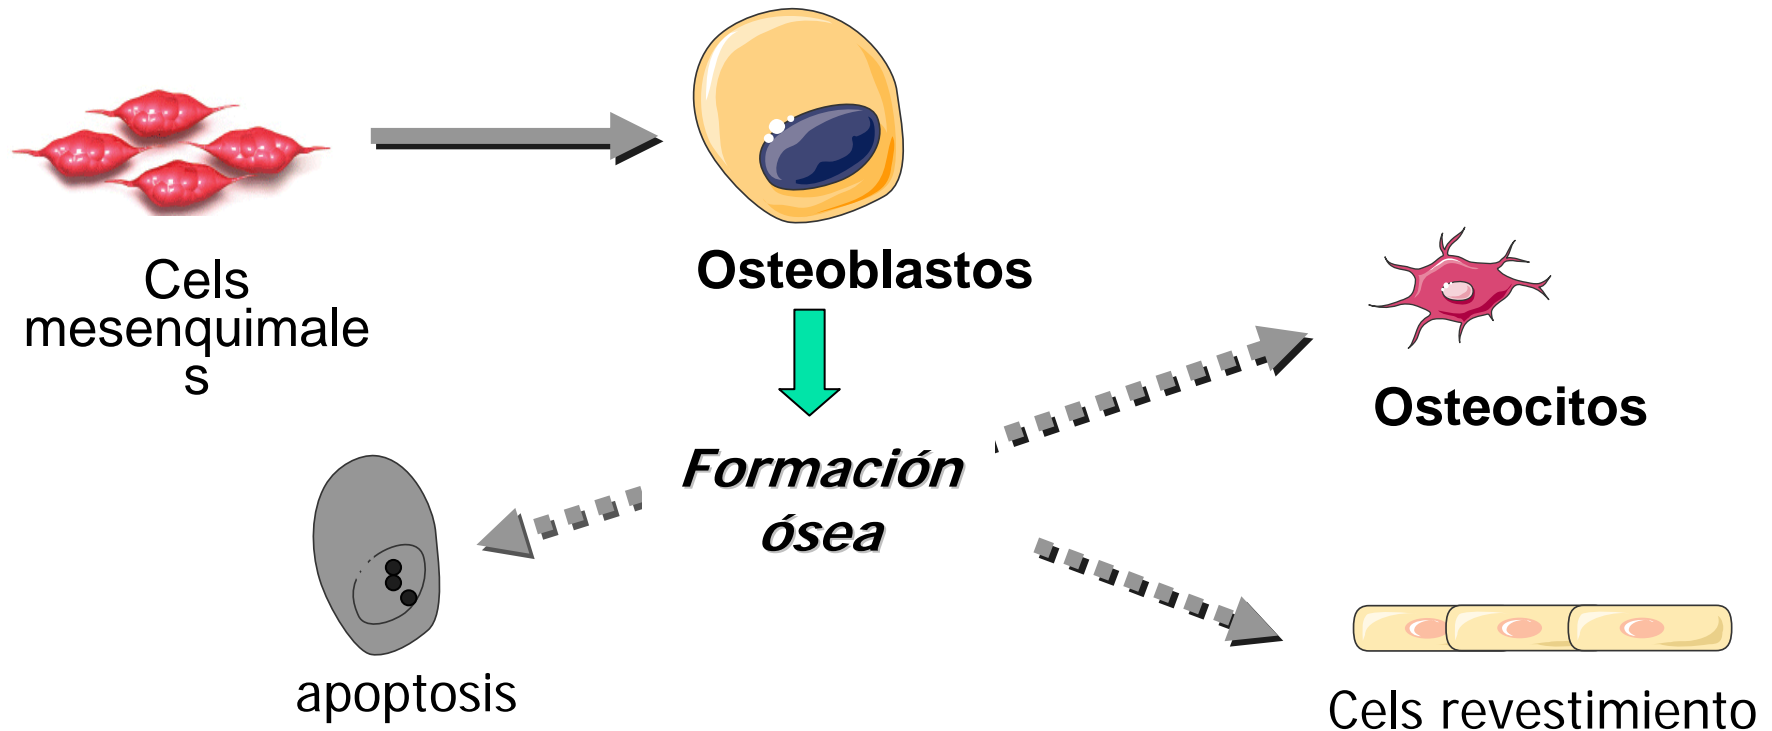 Cels
mesenquimale
s
Osteoblastos
Osteocitos
Formación
ósea
apoptosis
Cels revestimiento